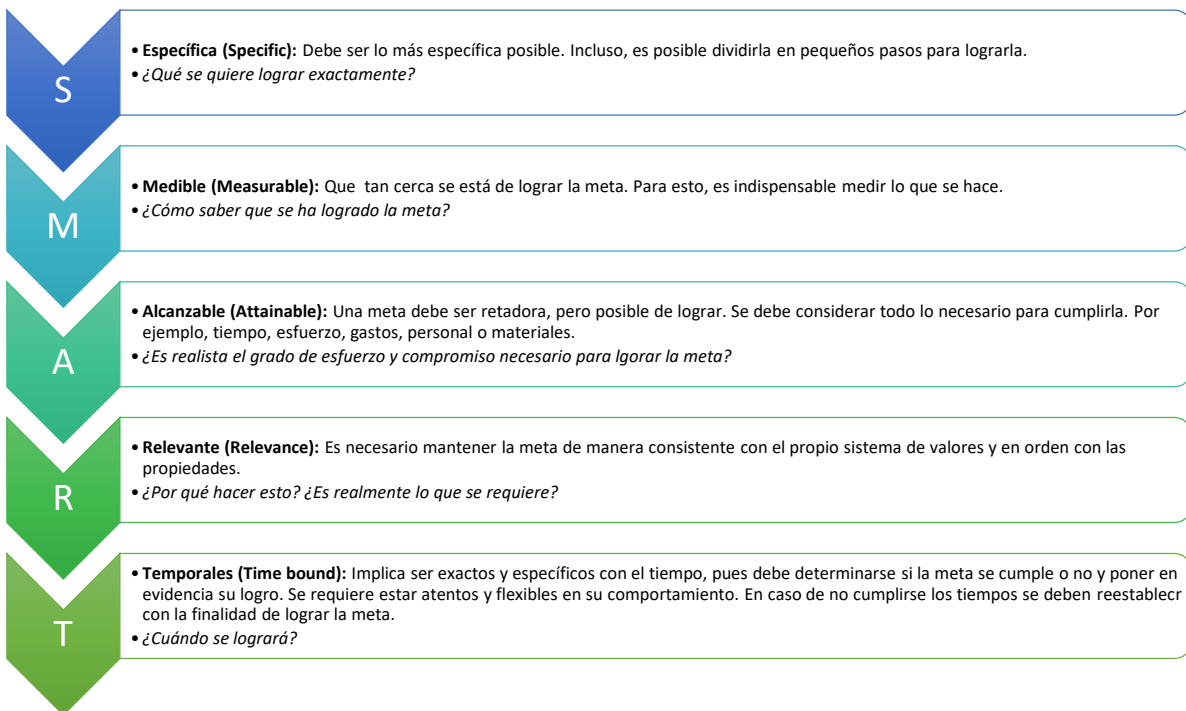 S
• Específica (Specific): Debe ser lo más específica posible. Incluso, es posible dividirla en pequeños pasos para lograrla.
• ¿Qué se quiere lograr exactamente?
M
• Medible (Measurable): Que tan cerca se está de lograr la meta. Para esto, es indispensable medir lo que se hace.
• ¿Cómo saber que se ha logrado la meta?
A
• Alcanzable (Attainable): Una meta debe ser retadora, pero posible de lograr. Se debe considerar todo lo necesario para cumplirla. Por
ejemplo, tiempo, esfuerzo, gastos, personal o materiales.
• ¿Es realista el grado de esfuerzo y compromiso necesario para lgorar la meta?
R
• Relevante (Relevance): Es necesario mantener la meta de manera consistente con el propio sistema de valores y en orden con las
propiedades.
• ¿Por qué hacer esto? ¿Es realmente lo que se requiere?
T
• Temporales (Time bound): Implica ser exactos y específicos con el tiempo, pues debe determinarse si la meta se cumple o no y poner en
evidencia su logro. Se requiere estar atentos y flexibles en su comportamiento. En caso de no cumplirse los tiempos se deben reestablecr
con la finalidad de lograr la meta.
• ¿Cuándo se logrará?